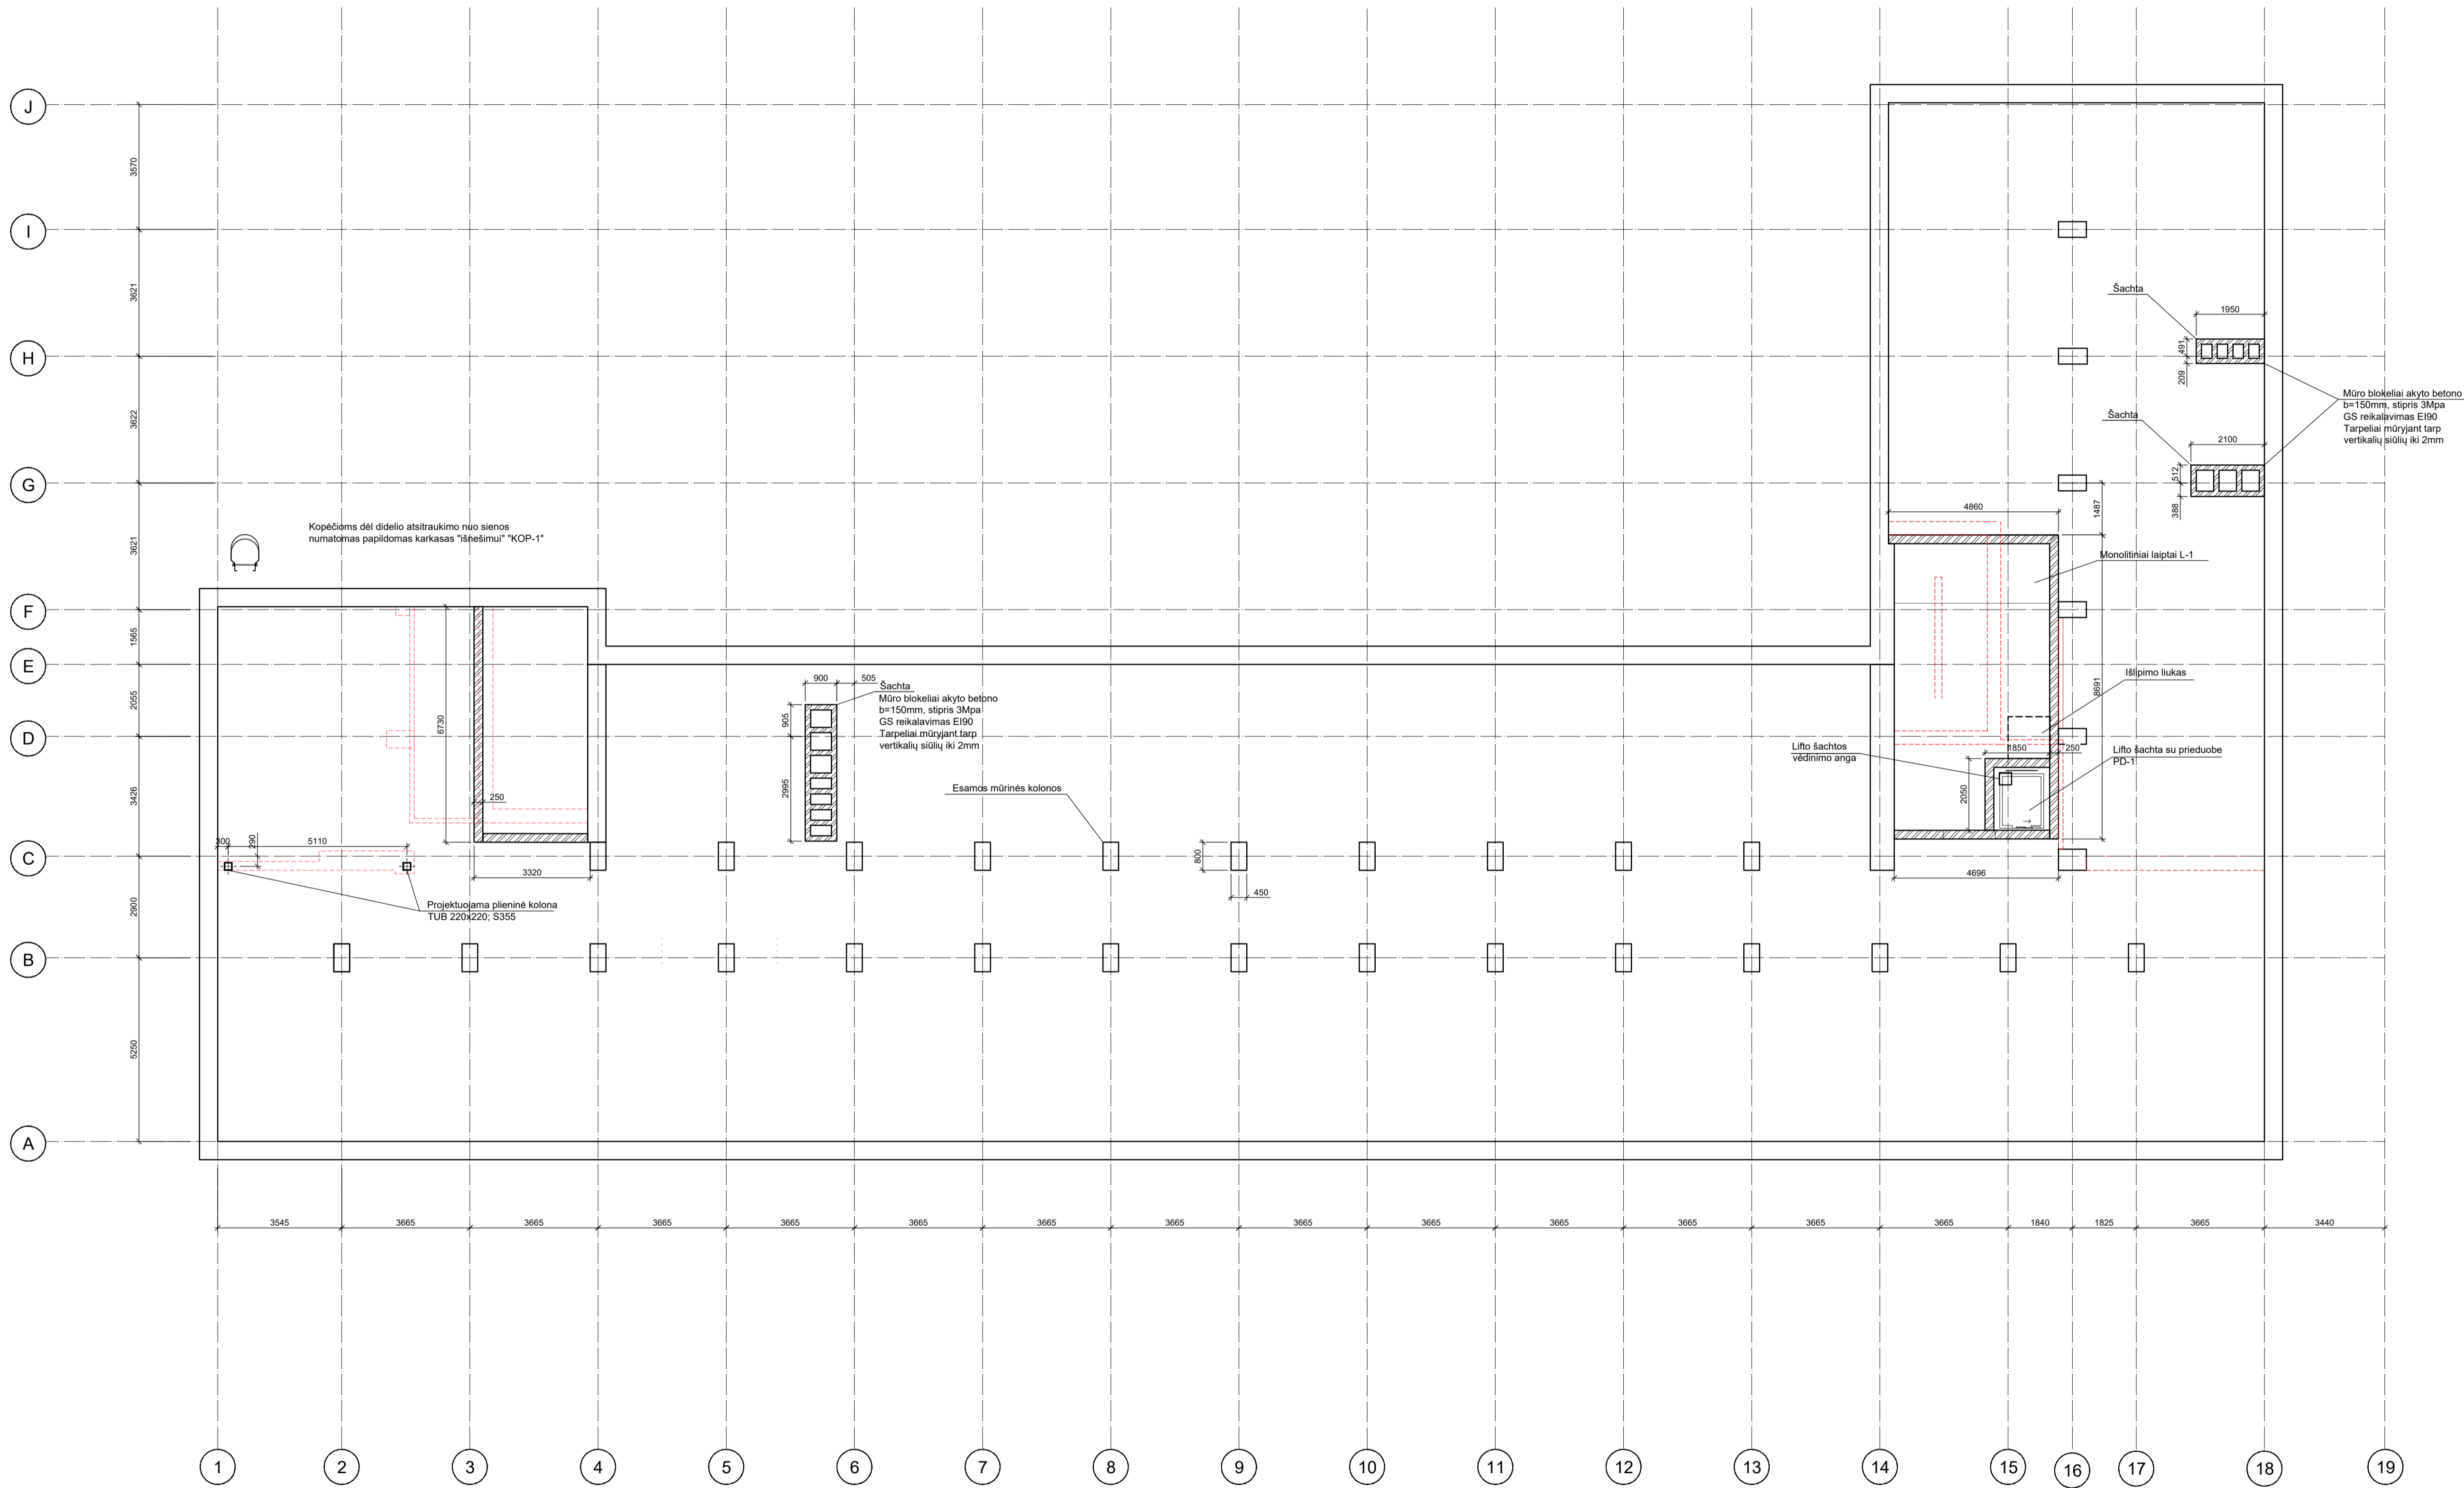 J
3570
I
3621
Šachta
1950
H
491
209
3622
Mūro blokeliai akyto betono
b=150mm, stipris 3Mpa
GS reikalavimas EI90
Tarpeliai mūryjant tarp
vertikalių siūlių iki 2mm
Šachta
2100
G
512
388
4860
1487
3621
Kopėčioms dėl didelio atsitraukimo nuo sienos
numatomas papildomas karkasas "išnešimui" "KOP-1"
Monolitiniai laiptai L-1
F
1565
E
6730
900
505
Šachta
Mūro blokeliai akyto betono
b=150mm, stipris 3Mpa
GS reikalavimas EI90
Tarpeliai mūryjant tarp
vertikalių siūlių iki 2mm
905
2055
Išlipimo liukas
8691
D
Lifto šachtos
vėdinimo anga
1850
250
Lifto šachta su prieduobe
PD-1
3426
2995
250
Esamos mūrinės kolonos
2050
300
5110
290
C
3320
800
450
4696
Projektuojama plieninė kolona
TUB 220x220; S355
2900
B
5250
A
3545
3665
3665
3665
3665
3665
3665
3665
3665
3665
3665
3665
3665
3665
1840
1825
3665
3440
1
2
3
4
5
6
7
8
9
10
11
12
13
14
15
16
17
18
19